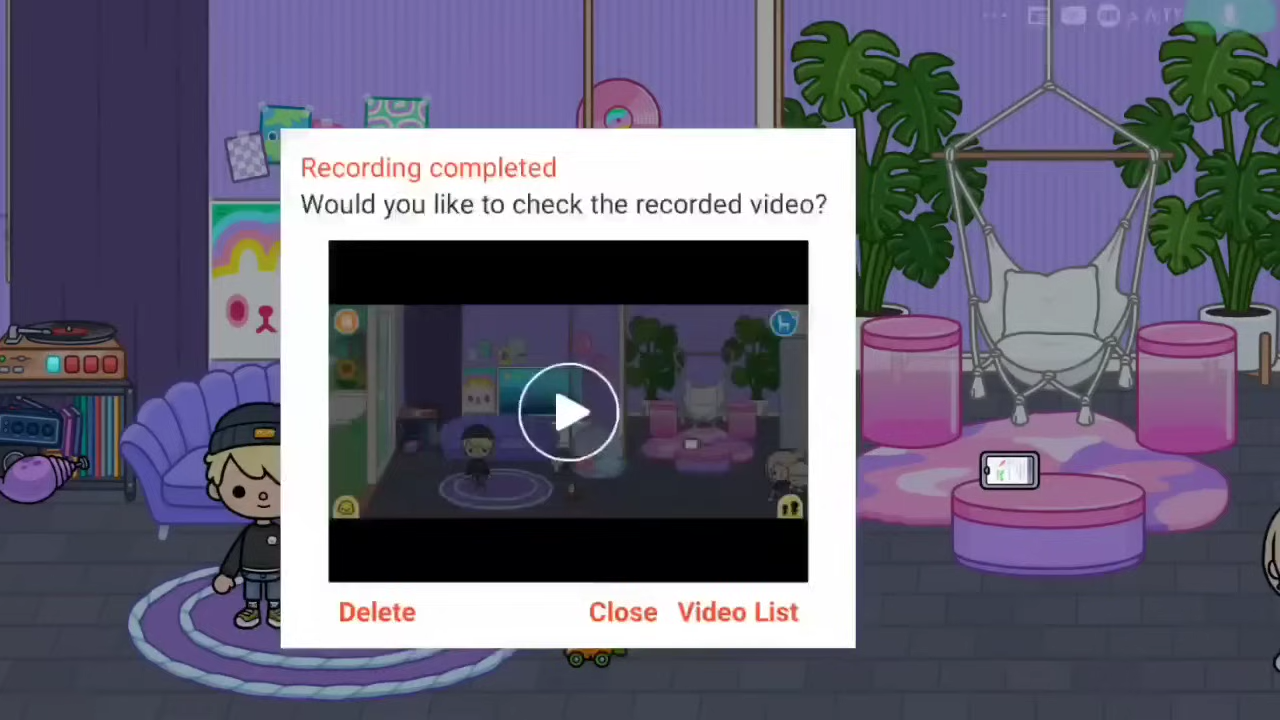 Recording completed
Would you like to check the recorded video?
Delete
Close
Video List